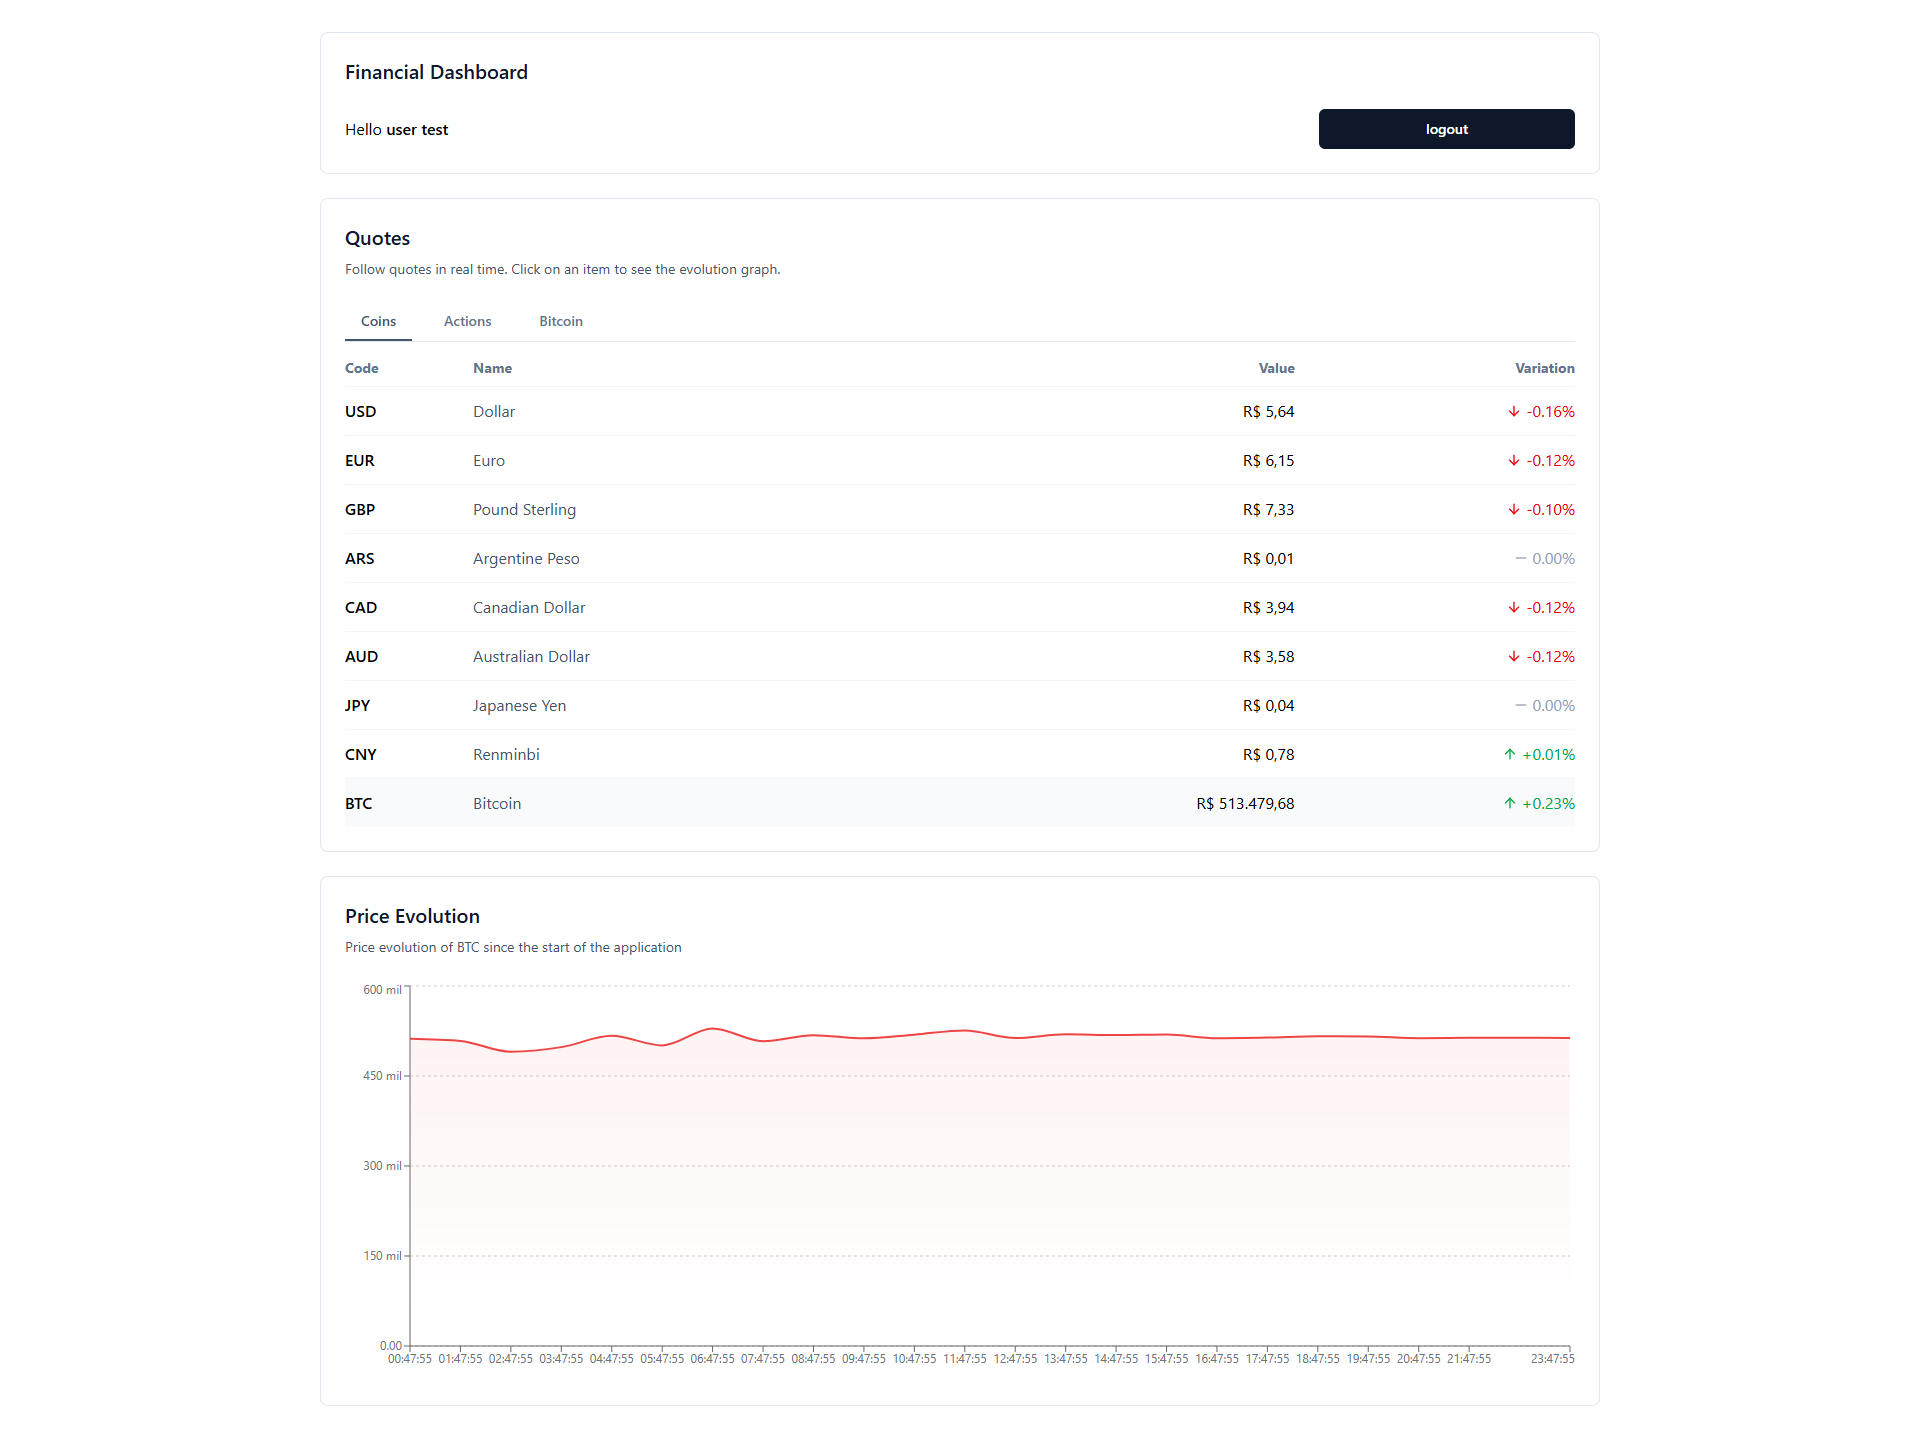 Financial Dashboard
Hello user test
logout
Quotes
Follow quotes in real time. Click on an item to see the evolution graph.
Coins Actions Bitcoin
Code Name Value Variation
USD Dollar R$ 5,64 -0.16%
EUR Euro R$ 6,15 -0.12%
GBP Pound Sterling R$ 7,33 -0.10%
ARS Argentine Peso R$ 0,01 0.00%
CAD Canadian Dollar R$ 3,94 -0.12%
AUD Australian Dollar R$ 3,58 -0.12%
JPY Japanese Yen R$ 0,04 0.00%
CNY Renminbi R$ 0,78 +0.01%
BTC Bitcoin R$ 513.479,68 +0.23%
Price Evolution
Price evolution of BTC since the start of the application
600 mil
450 mil
300 mil
150 mil
0.00
00:47:55 01:47:55 02:47:55 03:47:55 04:47:55 05:47:55 06:47:55 07:47:55 08:47:55 09:47:55 10:47:55 11:47:55 12:47:55 13:47:55 14:47:55 15:47:55 16:47:55 17:47:55 18:47:55 19:47:55 20:47:55 21:47:55 23:47:55